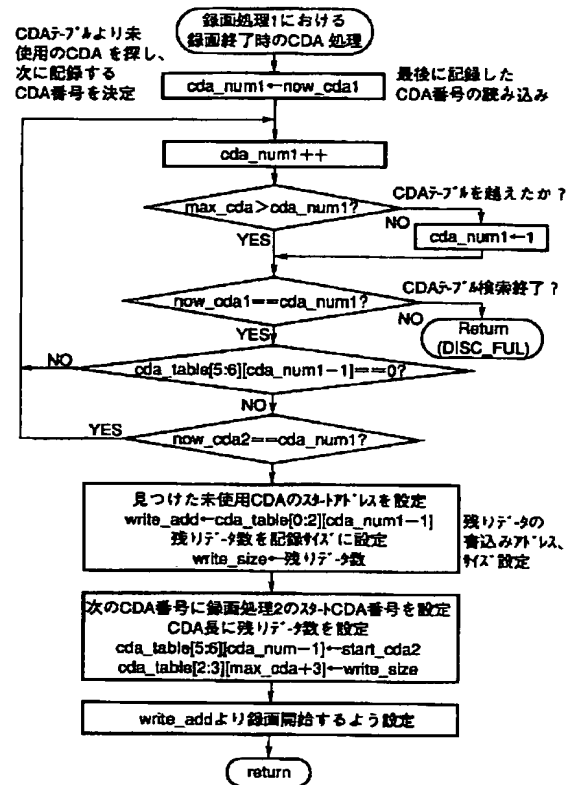 CDAﾃｰﾌﾞﾙより未
使用のCDA を探し、
次に記録する
CDA番号を決定
録画処理1における
録画終了時のCDA 処理
cda_num1←now_cda1
最後に記録した
CDA番号の読み込み
cda_num1++
max_cda>cda_num1?
CDAﾃｰﾌﾞﾙを越えたか？
NO
YES
cda_num1←1
now_cda1==cda_num1?
CDAﾃｰﾌﾞﾙ検索終了？
NO
YES
Return
(DISC_FUL)
NO
cda_table[5:6][cda_num1−1]==0?
NO
YES
now_cda2==cda_num1?
見つけた未使用CDAのｽﾀｰﾄｱﾄﾞﾚｽを設定
write_add←cda_table[0:2][cda_num1−1]
残りﾃﾞｰﾀ数を記録ｻｲｽﾞに設定
write_size←残りﾃﾞｰﾀ数
残りﾃﾞｰﾀの
書込みｱﾄﾞﾚｽ、
ｻｲｽﾞ設定
次のCDA番号に録画処理2のｽﾀｰﾄCDA番号を設定
CDA長に残りﾃﾞｰﾀ数を設定
cda_table[5:6][cda_num−1]←start_cda2
cda_table[2:3][max_cda+3]←write_size
write_addより録画開始するよう設定
return